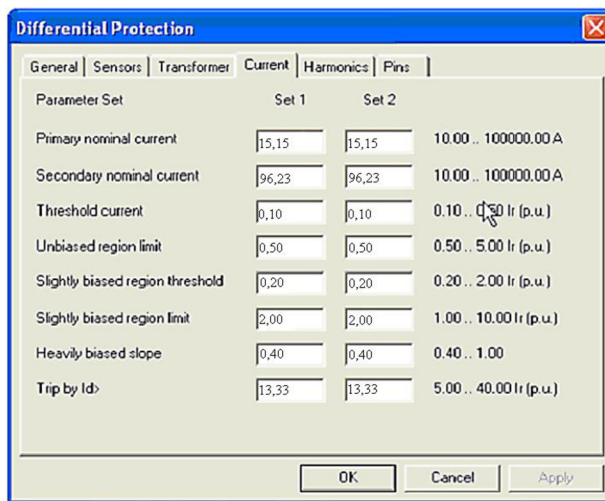 Differential Protection
General Sensors Transformer Current Harmonics Pins
Parameter Set Set 1 Set 2
Primary nominal current 15,15 15,15 10.00 .. 100000.00 A
Secondary nominal current 96,23 96,23 10.00 .. 100000.00 A
Threshold current 0,10 0,10 0.10 .. 0.50 Ir (p.u.)
Unbiased region limit 0,50 0,50 0.50 .. 5.00 Ir (p.u.)
Slightly biased region threshold 0,20 0,20 0.20 .. 2.00 Ir (p.u.)
Slightly biased region limit 2,00 2,00 1.00 .. 10.00 Ir (p.u.)
Heavily biased slope 0,40 0,40 0.40 .. 1.00
Trip by Id> 13,33 13,33 5.00 .. 40.00 Ir (p.u.)
OK Cancel Apply